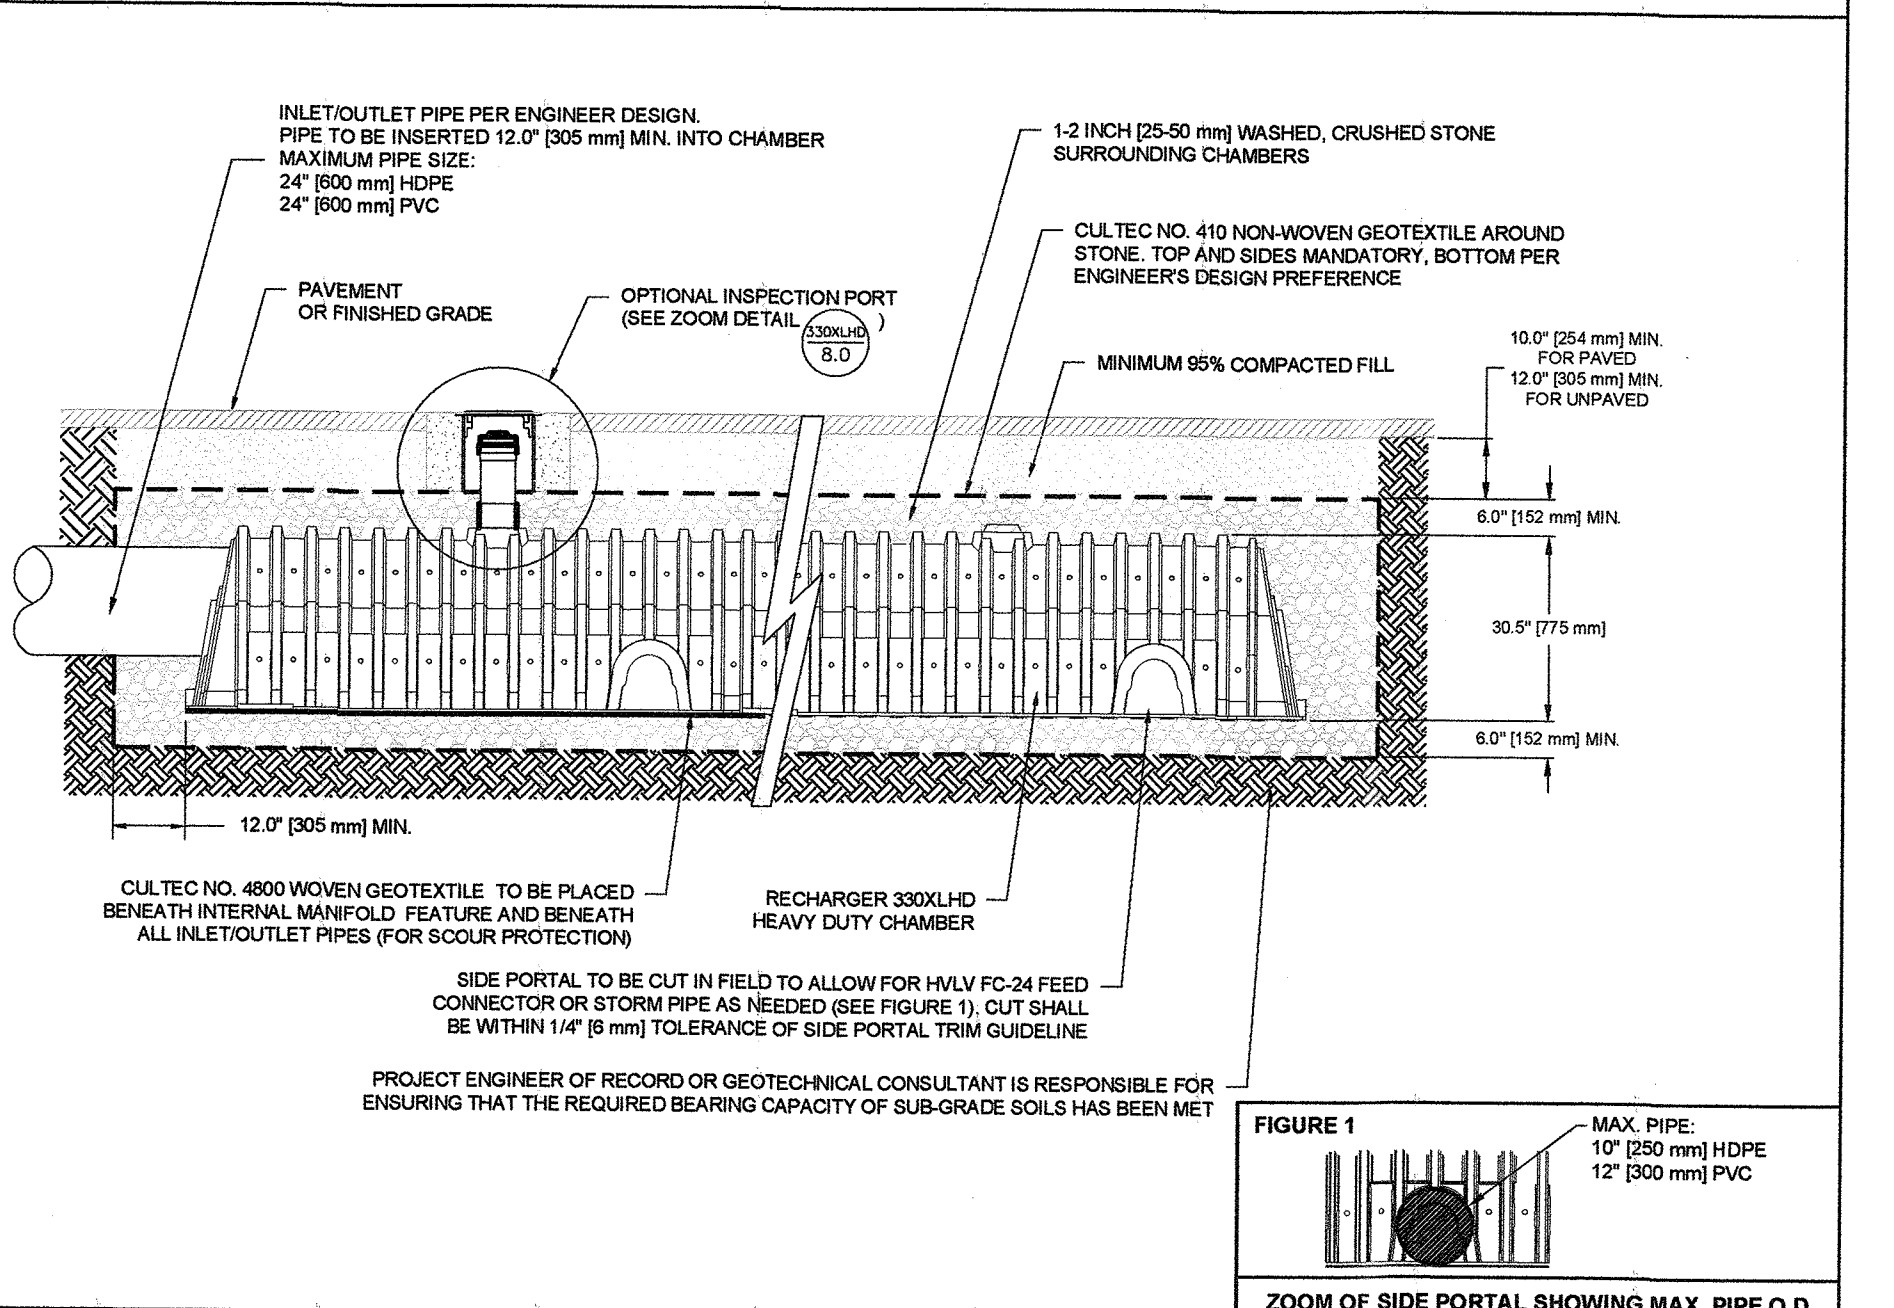 INLET/OUTLET PIPE PER ENGINEER DESIGN.
PIPE TO BE INSERTED 12.0" [305 mm] MIN. INTO CHAMBER
MAXIMUM PIPE SIZE:
24" [600 mm] HDPE
24" [600 mm] PVC
1-2 INCH [25-50 mm] WASHED, CRUSHED STONE
SURROUNDING CHAMBERS
CULTEC NO. 410 NON-WOVEN GEOTEXTILE AROUND
STONE. TOP AND SIDES MANDATORY, BOTTOM PER
ENGINEER'S DESIGN PREFERENCE
PAVEMENT
OR FINISHED GRADE
OPTIONAL INSPECTION PORT
(SEE ZOOM DETAIL 330XLHD )
8.0
MINIMUM 95% COMPACTED FILL
10.0" [254 mm] MIN.
FOR PAVED
12.0" [305 mm] MIN.
FOR UNPAVED
6.0" [152 mm] MIN.
30.5" [775 mm]
6.0" [152 mm] MIN.
12.0" [305 mm] MIN.
CULTEC NO. 4800 WOVEN GEOTEXTILE TO BE PLACED
BENEATH INTERNAL MANIFOLD FEATURE AND BENEATH
ALL INLET/OUTLET PIPES (FOR SCOUR PROTECTION)
RECHARGER 330XLHD
HEAVY DUTY CHAMBER
SIDE PORTAL TO BE CUT IN FIELD TO ALLOW FOR HVLV FC-24 FEED
CONNECTOR OR STORM PIPE AS NEEDED (SEE FIGURE 1). CUT SHALL
BE WITHIN 1/4" [6 mm] TOLERANCE OF SIDE PORTAL TRIM GUIDELINE
PROJECT ENGINEER OF RECORD OR GEOTECHNICAL CONSULTANT IS RESPONSIBLE FOR
ENSURING THAT THE REQUIRED BEARING CAPACITY OF SUB-GRADE SOILS HAS BEEN MET
FIGURE 1
MAX. PIPE:
10" [250 mm] HDPE
12" [300 mm] PVC
ZOOM OF SIDE PORTAL SHOWING MAX. PIPE O.D.